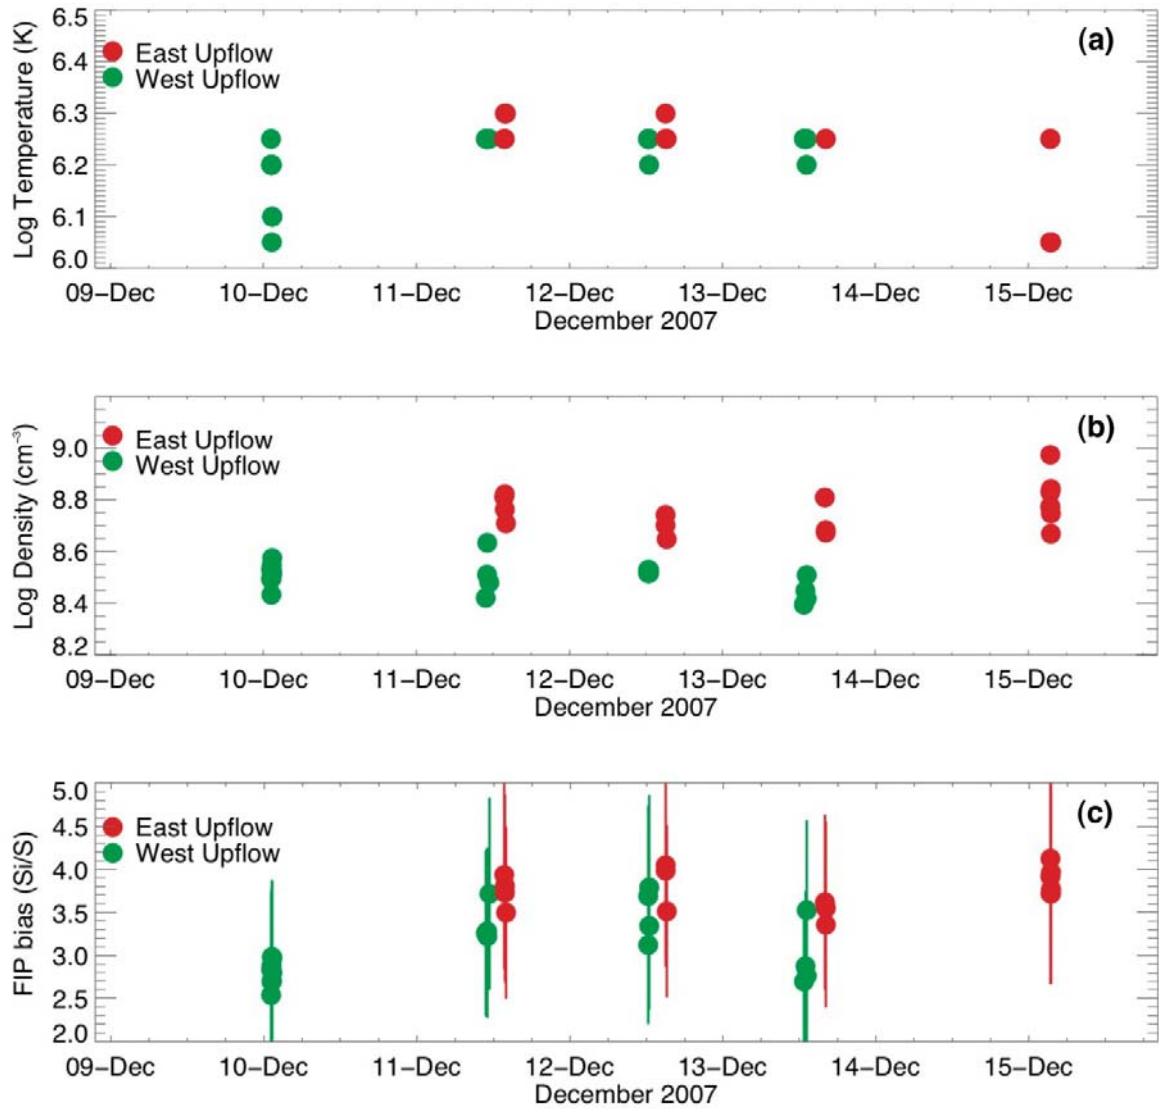 (a)
East Upflow
West Upflow
Log Temperature (K)
6.5
6.4
6.3
6.2
6.1
6.0
09–Dec 10–Dec 11–Dec 12–Dec 13–Dec 14–Dec 15–Dec
December 2007
(b)
East Upflow
West Upflow
Log Density (cm⁻³)
9.0
8.8
8.6
8.4
8.2
09–Dec 10–Dec 11–Dec 12–Dec 13–Dec 14–Dec 15–Dec
December 2007
(c)
East Upflow
West Upflow
FIP bias (Si/S)
5.0
4.5
4.0
3.5
3.0
2.5
2.0
09–Dec 10–Dec 11–Dec 12–Dec 13–Dec 14–Dec 15–Dec
December 2007